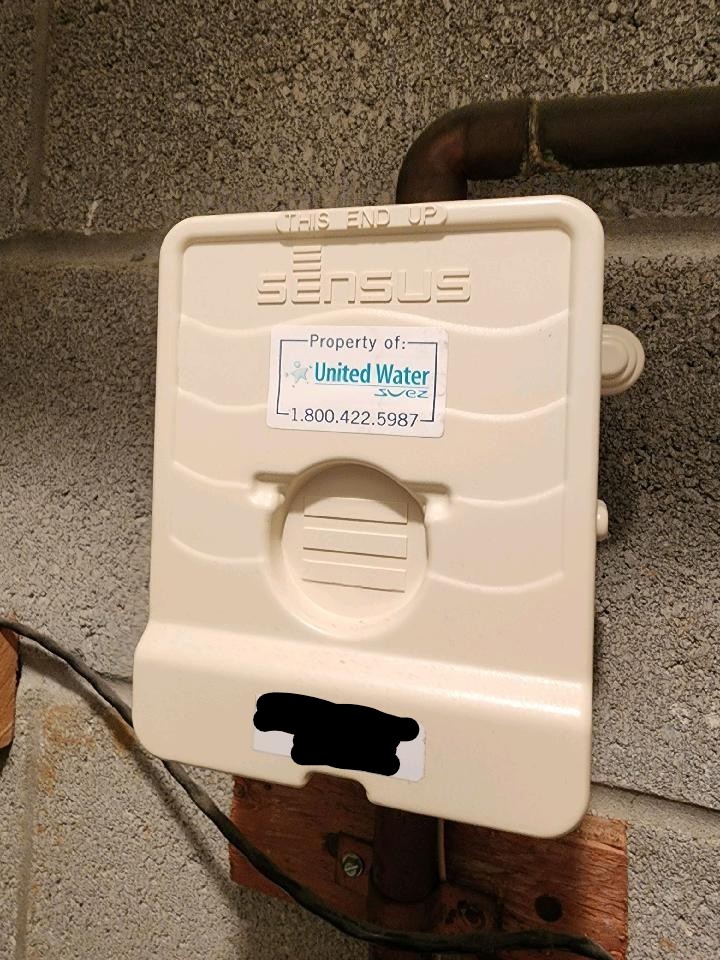 THIS END UP
sensus
Property of:
United Water
suez
1.800.422.5987